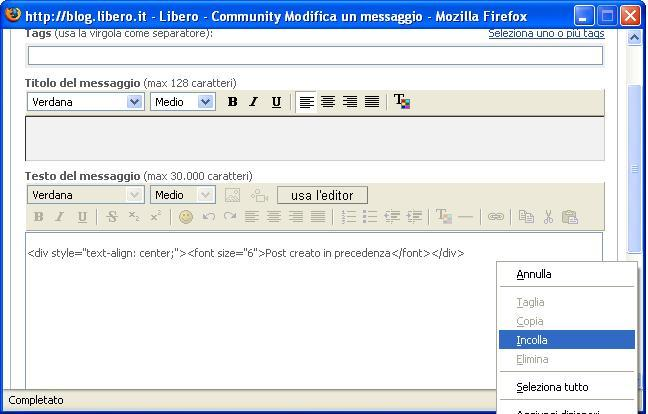 http://blog.libero.it - Libero - Community Modifica un messaggio - Mozilla Firefox
Tags (usa la virgola come separatore): Seleziona uno o più tags
Titolo del messaggio (max 128 caratteri)
Verdana Medio B I U T
Testo del messaggio (max 30.000 caratteri)
Verdana Medio usa l'editor
B I U S x₂ x² T
<div style="text-align: center;"><font size="6">Post creato in precedenza</font></div>
Annulla
Taglia
Copia
Incolla
Elimina
Seleziona tutto
Aggiungi dizionari
Completato